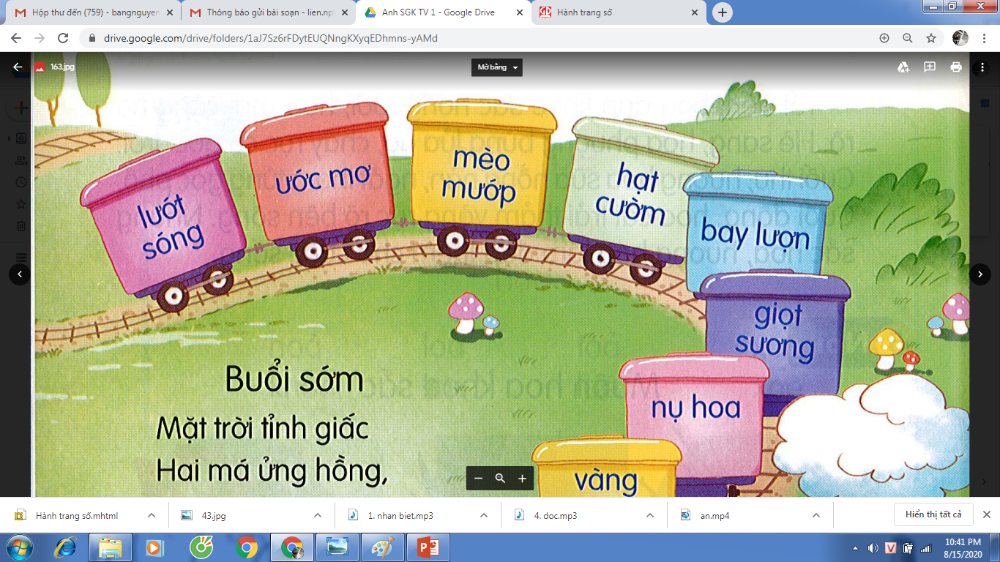 Hộp thư đến (759) - bangnguyen
Thông báo gửi bài soạn - lien.npl
Anh SGK TV 1 - Google Drive
Hành trang số
drive.google.com/drive/folders/1aJ7Sz6rFDytEUQNngKXyqEDhmns-yAMd
163.jpg
Mở bằng
lướt
sóng
ước mơ
mèo
mướp
hạt
cườm
bay lượn
giọt
sương
nụ hoa
vàng
Buổi sớm
Mặt trời tỉnh giấc
Hai má ửng hồng,
Hành trang số.mhtml
43.jpg
1. nhan biet.mp3
4. doc.mp3
an.mp4
Hiển thị tất cả
10:41 PM
8/15/2020